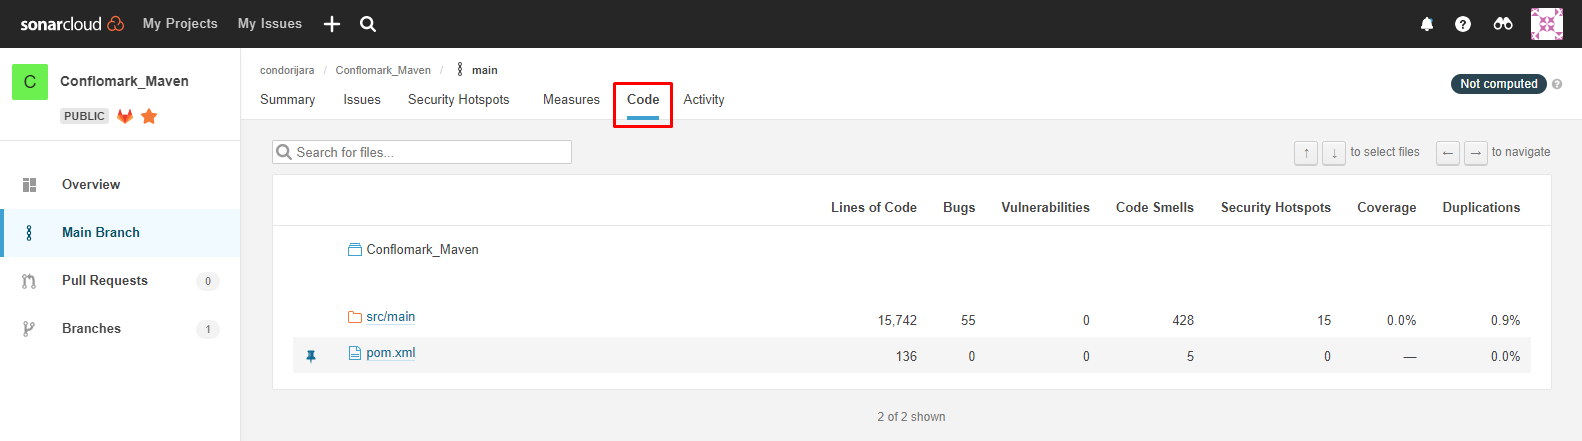 sonarcloud My Projects My Issues
C Conflomark_Maven
PUBLIC
Overview
Main Branch
Pull Requests 0
Branches 1
condorijara / Conflomark_Maven / main
Summary Issues Security Hotspots Measures Code Activity
Not computed ?
Search for files...
↑ ↓ to select files ← → to navigate
Lines of Code Bugs Vulnerabilities Code Smells Security Hotspots Coverage Duplications
Conflomark_Maven
src/main 15,742 55 0 428 15 0.0% 0.9%
pom.xml 136 0 0 5 0 — 0.0%
2 of 2 shown